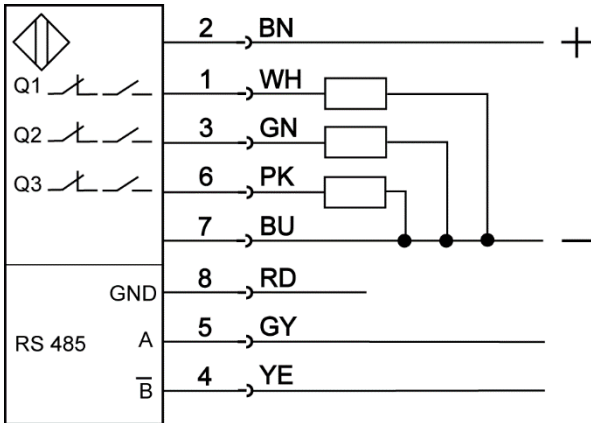 2 BN +
Q1 1 WH
Q2 3 GN
Q3 6 PK
7 BU −
GND 8 RD
RS 485 A 5 GY
B̅ 4 YE